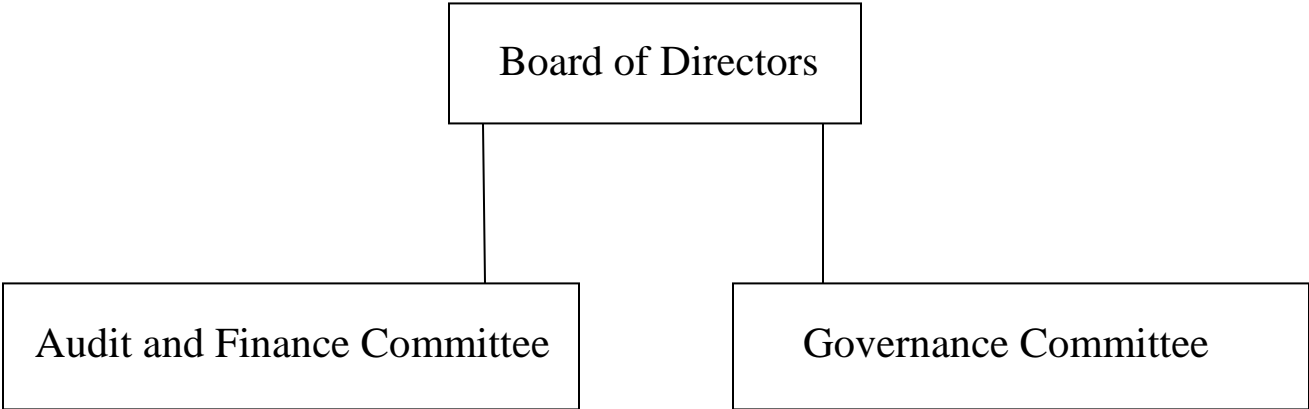 Board of Directors
Audit and Finance Committee
Governance Committee